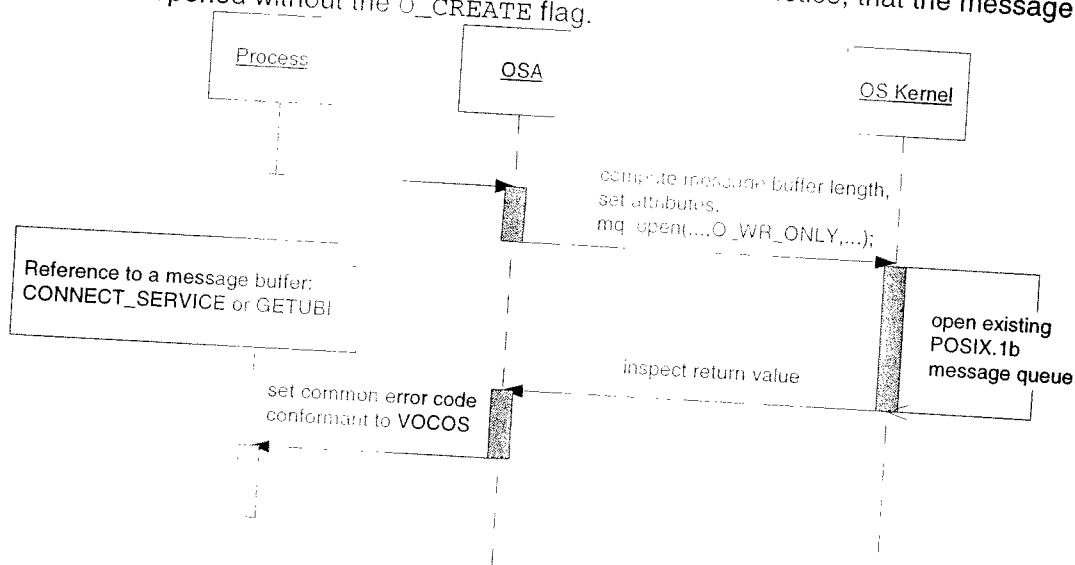 opened without the O_CREATE flag.
that the message
Process
OSA
OS Kernel
compute message buffer length,
set attributes,
mq_open(....O_WR_ONLY,...);
Reference to a message buffer:
CONNECT_SERVICE or GETUBI
open existing
POSIX.1b
message queue
inspect return value
set common error code
conformant to VOCOS